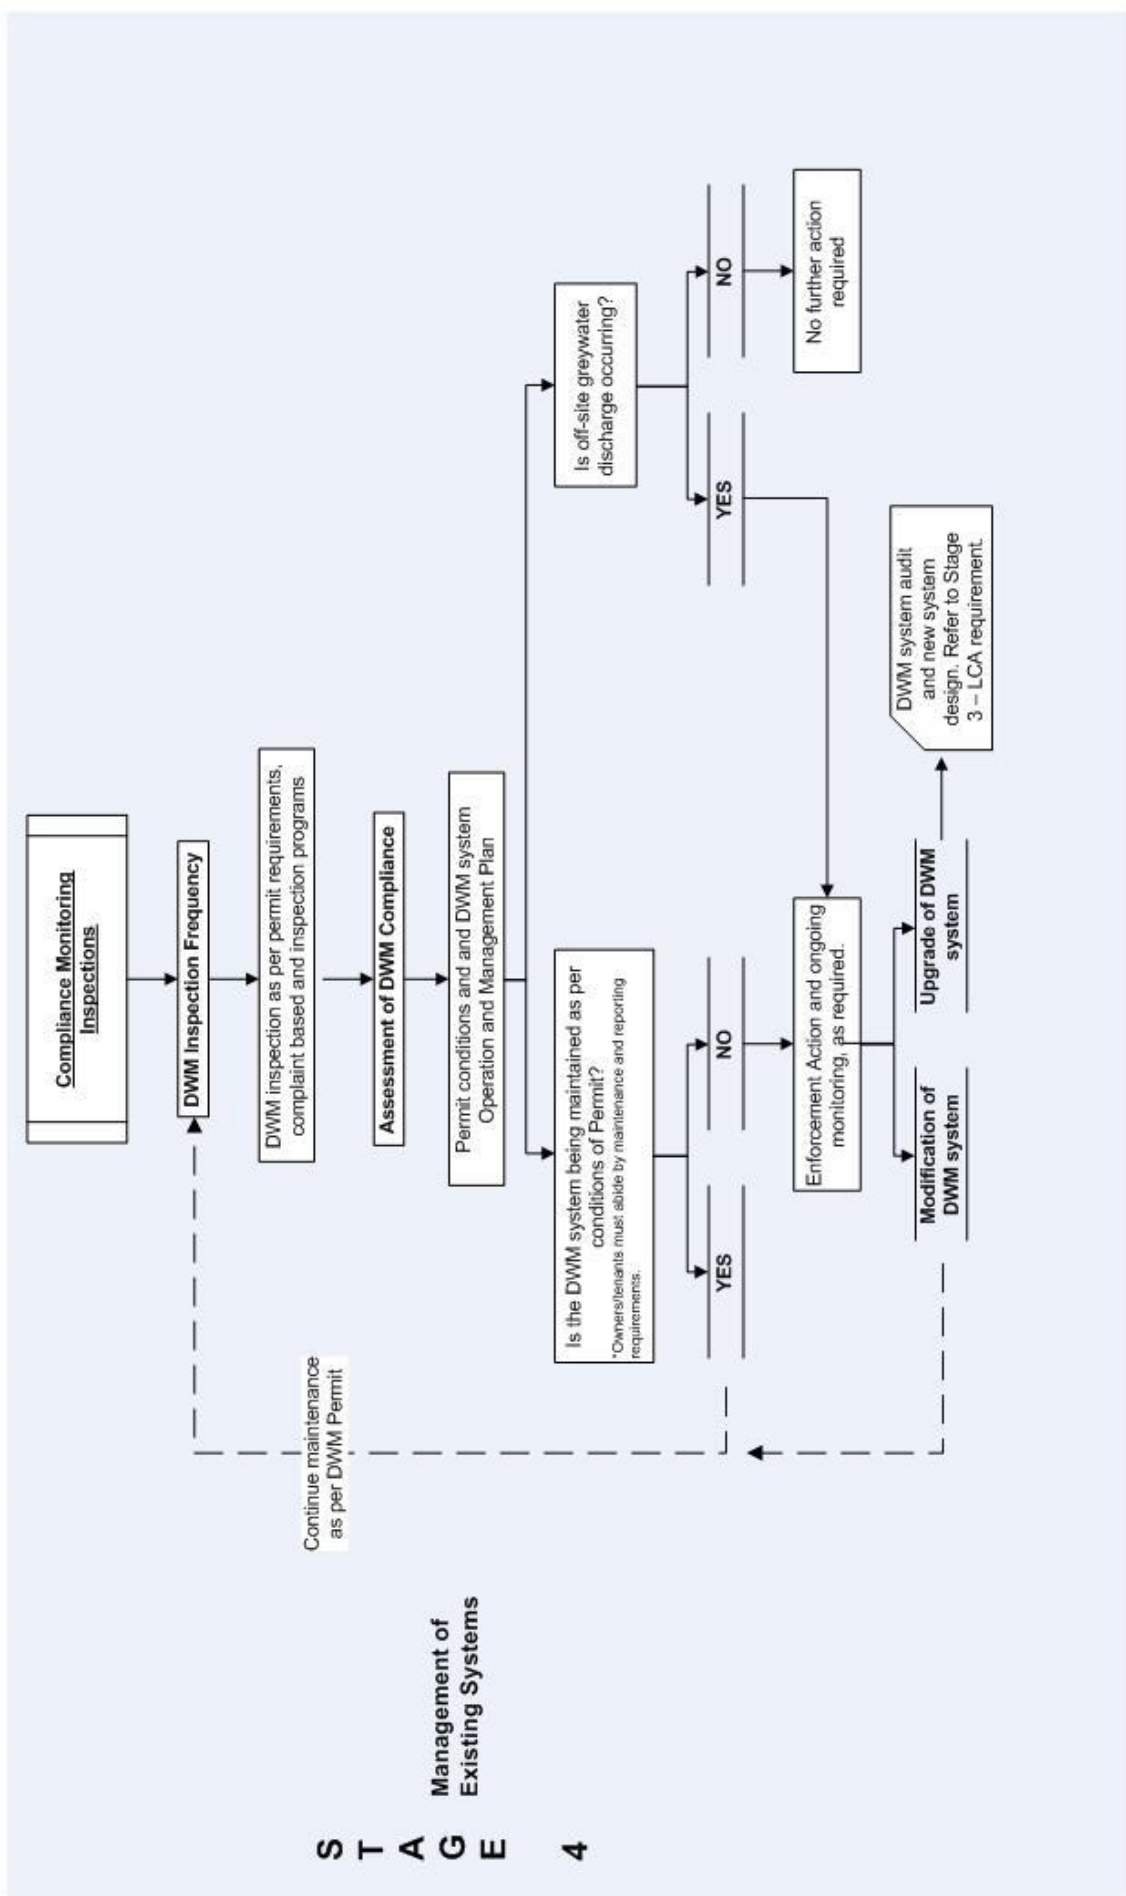 STAGE 4
Management of
Existing Systems
Compliance Monitoring
Inspections
DWM Inspection Frequency
DWM inspection as per permit requirements,
complaint based and inspection programs
Continue maintenance
as per DWM Permit
Assessment of DWM Compliance
Permit conditions and and DWM system
Operation and Management Plan
Is the DWM system being maintained as per
conditions of Permit?
*Owners/tenants must abide by maintenance and reporting
requirements.
Is off-site greywater
discharge occurring?
YES
NO
YES
NO
Enforcement Action and ongoing
monitoring, as required.
No further action
required
Modification of
DWM system
Upgrade of DWM
system
DWM system audit
and new system
design. Refer to Stage
3 – LCA requirement.